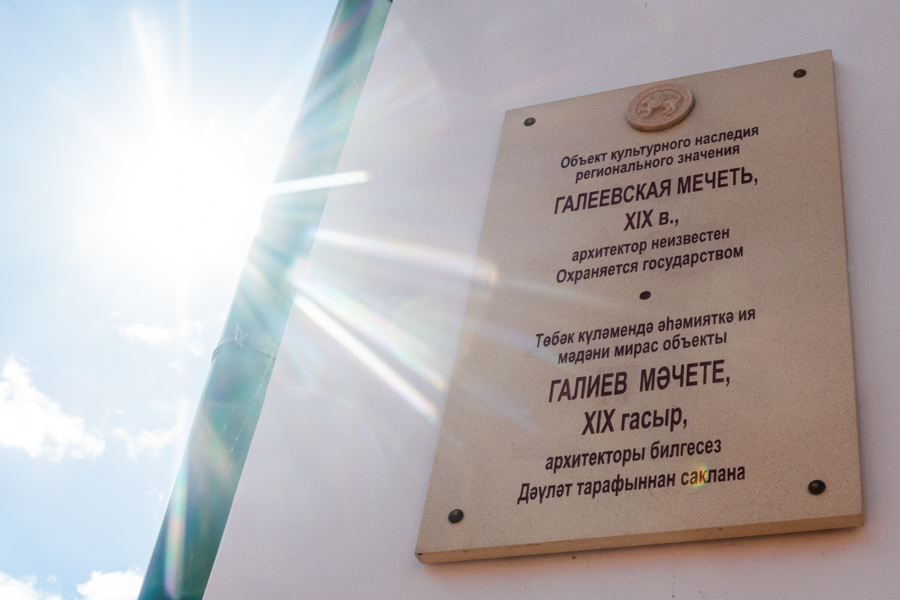 Объект культурного наследия
регионального значения
ГАЛЕЕВСКАЯ МЕЧЕТЬ,
XIX в.,
архитектор неизвестен
Охраняется государством
Төбәк күләмендә әһәмияткә ия
мәдәни мирас объекты
ГАЛИЕВ МӘЧЕТЕ,
XIX гасыр,
архитекторы билгесез
Дәүләт тарафыннан саклана